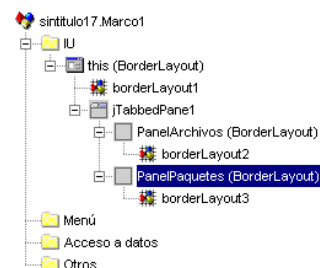 sintitulo17.Marco1
IU
this (BorderLayout)
borderLayout1
jTabbedPane1
PanelArchivos (BorderLayout)
borderLayout2
PanelPaquetes (BorderLayout)
borderLayout3
Menú
Acceso a datos
Otros